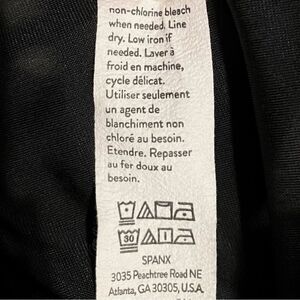 non-chlorine bleach
when needed. Line
dry. Low iron if
needed. Laver à
froid en machine,
cycle délicat.
Utiliser seulement
un agent de
blanchiment non
chloré au besoin.
Etendre. Repasser
au fer doux au
besoin.
30
SPANX
3035 Peachtree Road NE
Atlanta, GA 30305, U.S.A.